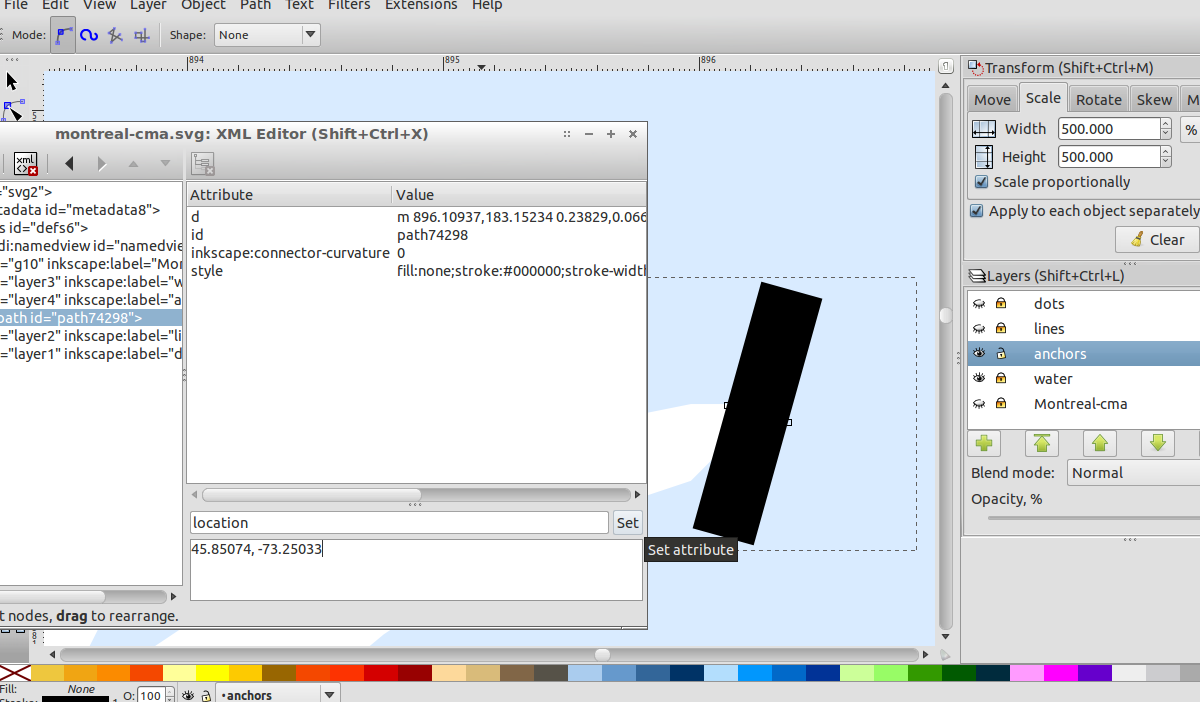 File Edit View Layer Object Path Text Filters Extensions Help
Mode: Shape: None
894 895 896
5
Transform (Shift+Ctrl+M)
Move Scale Rotate Skew M
Width 500.000 %
Height 500.000
Scale proportionally
Apply to each object separately
Clear
Layers (Shift+Ctrl+L)
dots
lines
anchors
water
Montreal-cma
Blend mode: Normal
Opacity, %
montreal-cma.svg: XML Editor (Shift+Ctrl+X)
xml
<>
="svg2">
tadata id="metadata8">
s id="defs6">
di:namedview id="namedvie
="g10" inkscape:label="Mo
="layer3" inkscape:label="w
="layer4" inkscape:label="a
path id="path74298">
="layer2" inkscape:label="li
="layer1" inkscape:label="d
Attribute Value
d m 896.10937,183.15234 0.23829,0.066
id path74298
inkscape:connector-curvature 0
style fill:none;stroke:#000000;stroke-width
location Set
45.85074, -73.25033
Set attribute
t nodes, drag to rearrange.
8
Fill: None O: 100 •anchors